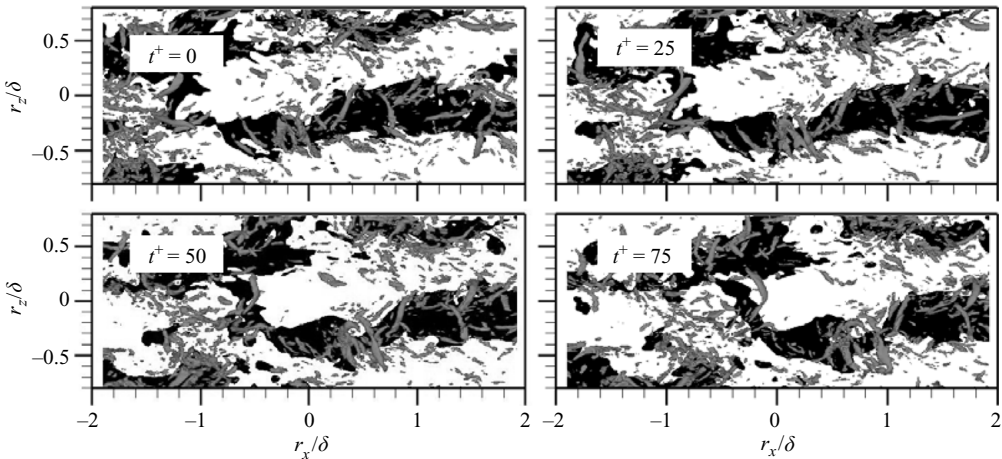 0.5
t+ = 0
t+ = 25
rz/δ
0
–0.5
0.5
t+ = 50
t+ = 75
rz/δ
0
–0.5
–2 –1 0 1 2 –2 –1 0 1 2
rx/δ rx/δ